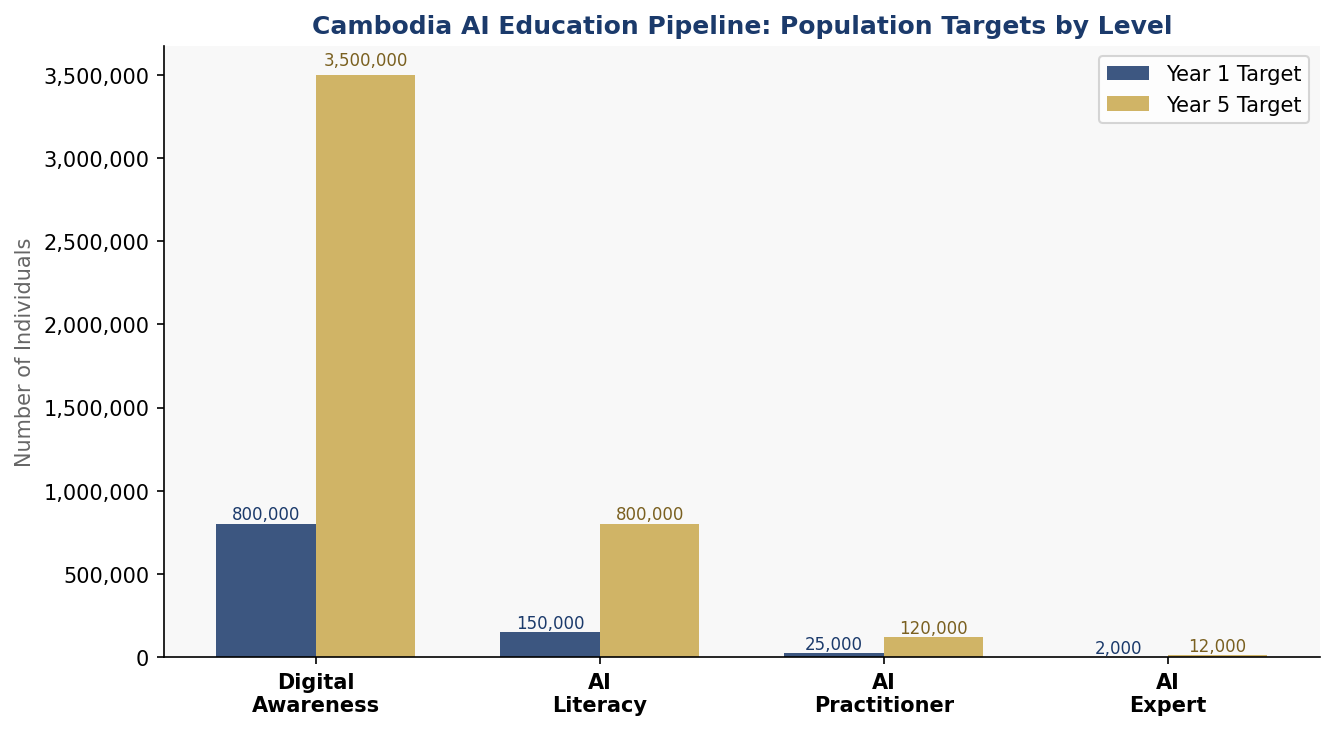 Cambodia AI Education Pipeline: Population Targets by Level
Year 1 Target
Year 5 Target
Number of Individuals
3,500,000
3,000,000
2,500,000
2,000,000
1,500,000
1,000,000
500,000
0
800,000
3,500,000
150,000
800,000
25,000
120,000
2,000
12,000
Digital
Awareness
AI
Literacy
AI
Practitioner
AI
Expert